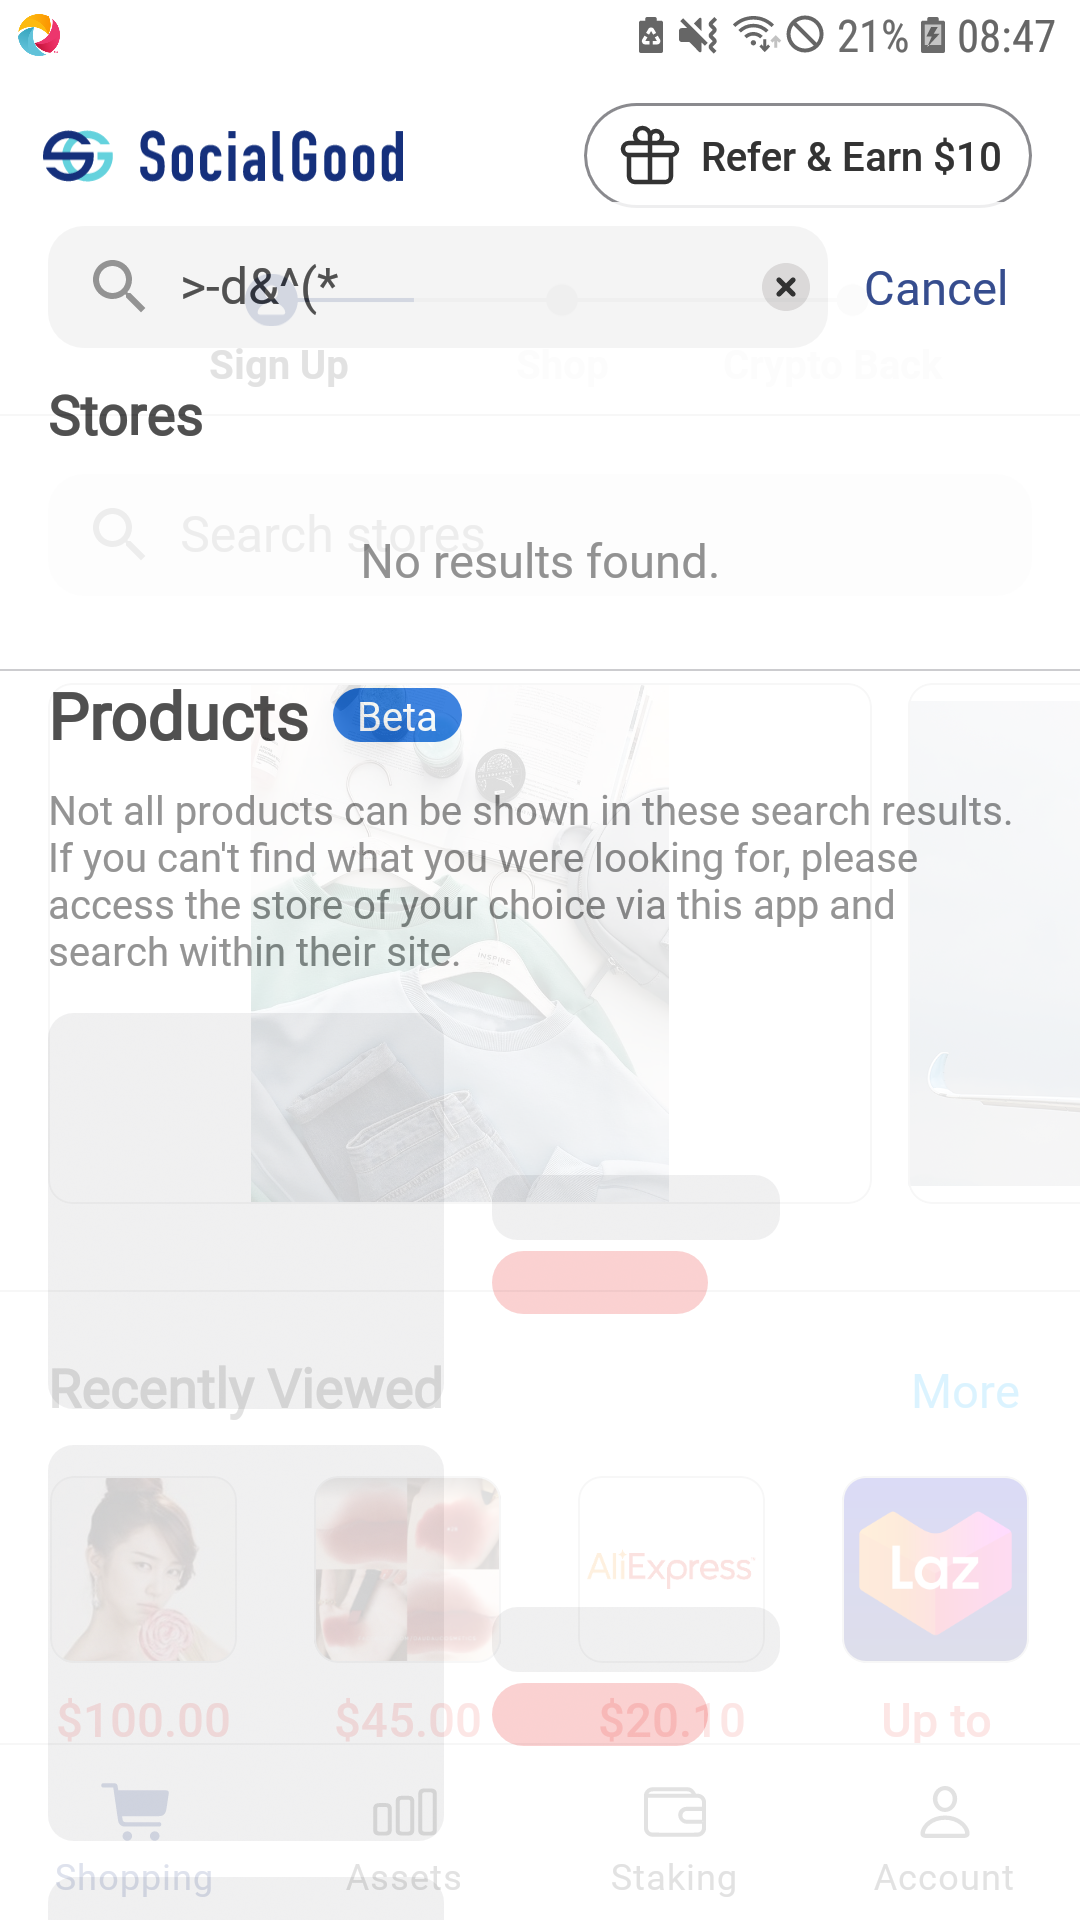 21% 08:47
SocialGood
Refer & Earn $10
>-d&^(*
Cancel
Sign Up
Shop
Crypto Back
Stores
Search stores
No results found.
Products Beta
Not all products can be shown in these search results.
If you can't find what you were looking for, please
access the store of your choice via this app and
search within their site.
INSPIRE
Recently Viewed
More
AliExpress
Laz
$100.00
$45.00
$20.10
Up to
Shopping
Assets
Staking
Account